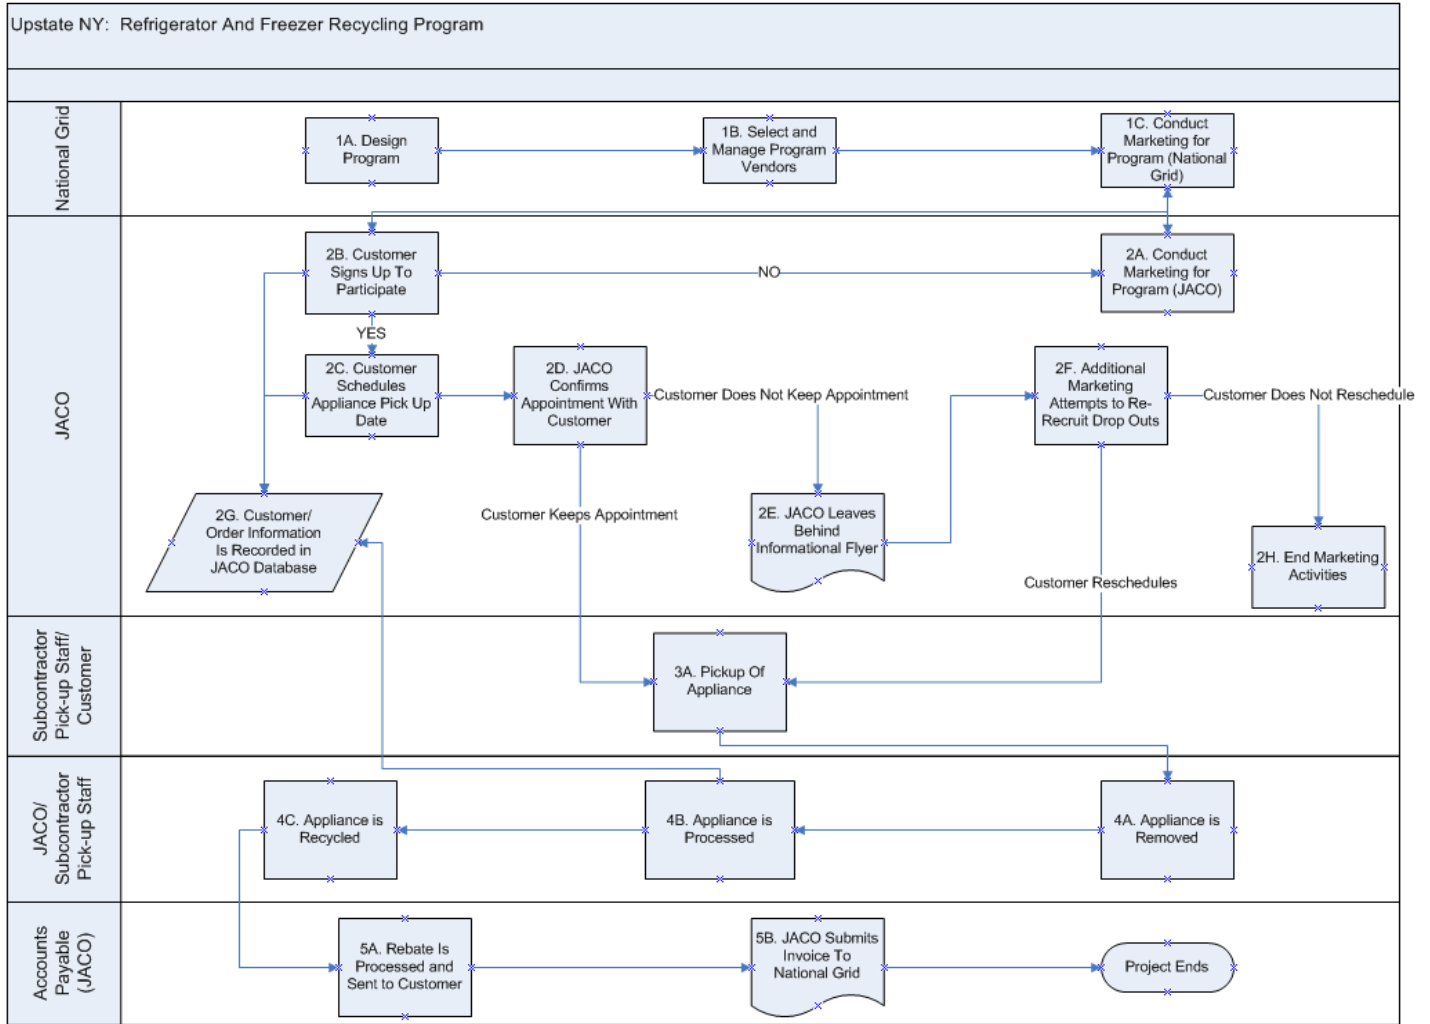 Upstate NY:  Refrigerator And Freezer Recycling Program
National Grid
1A. Design
Program
1B. Select and
Manage Program
Vendors
1C. Conduct
Marketing for
Program (National
Grid)
JACO
2B. Customer
Signs Up To
Participate
NO
2A. Conduct
Marketing for
Program (JACO)
YES
2C. Customer
Schedules
Appliance Pick Up
Date
2D. JACO
Confirms
Appointment With
Customer
Customer Does Not Keep Appointment
2F. Additional
Marketing
Attempts to Re-
Recruit Drop Outs
Customer Does Not Reschedule
2G. Customer/
Order Information
Is Recorded in
JACO Database
Customer Keeps Appointment
2E. JACO Leaves
Behind
Informational Flyer
Customer Reschedules
2H. End Marketing
Activities
Subcontractor
Pick-up Staff/
Customer
3A. Pickup Of
Appliance
JACO/
Subcontractor
Pick-up Staff
4C. Appliance is
Recycled
4B. Appliance is
Processed
4A. Appliance is
Removed
Accounts
Payable
(JACO)
5A. Rebate Is
Processed and
Sent to Customer
5B. JACO Submits
Invoice To
National Grid
Project Ends